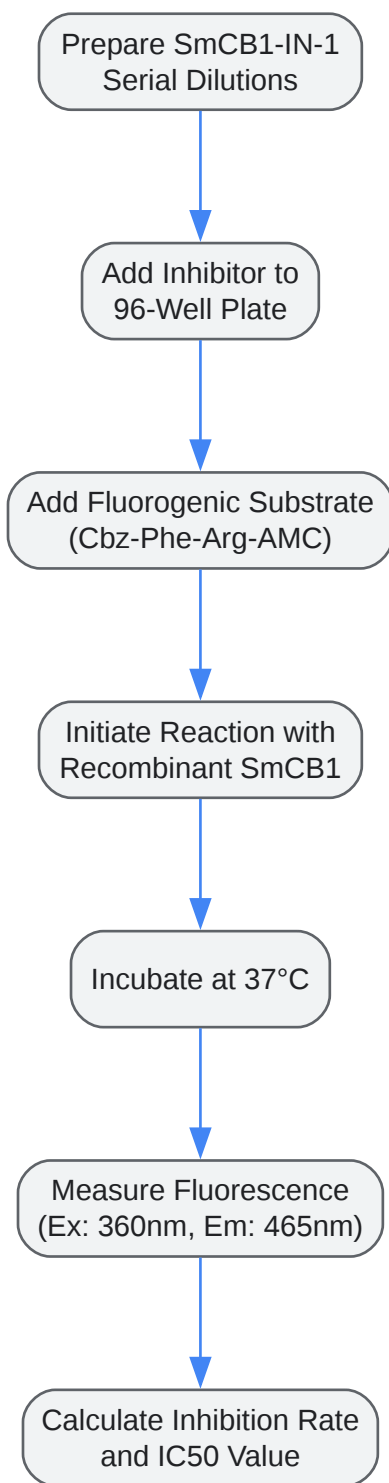 Prepare SmCB1-IN-1
Serial Dilutions
Add Inhibitor to
96-Well Plate
Add Fluorogenic Substrate
(Cbz-Phe-Arg-AMC)
Initiate Reaction with
Recombinant SmCB1
Incubate at 37°C
Measure Fluorescence
(Ex: 360nm, Em: 465nm)
Calculate Inhibition Rate
and IC50 Value